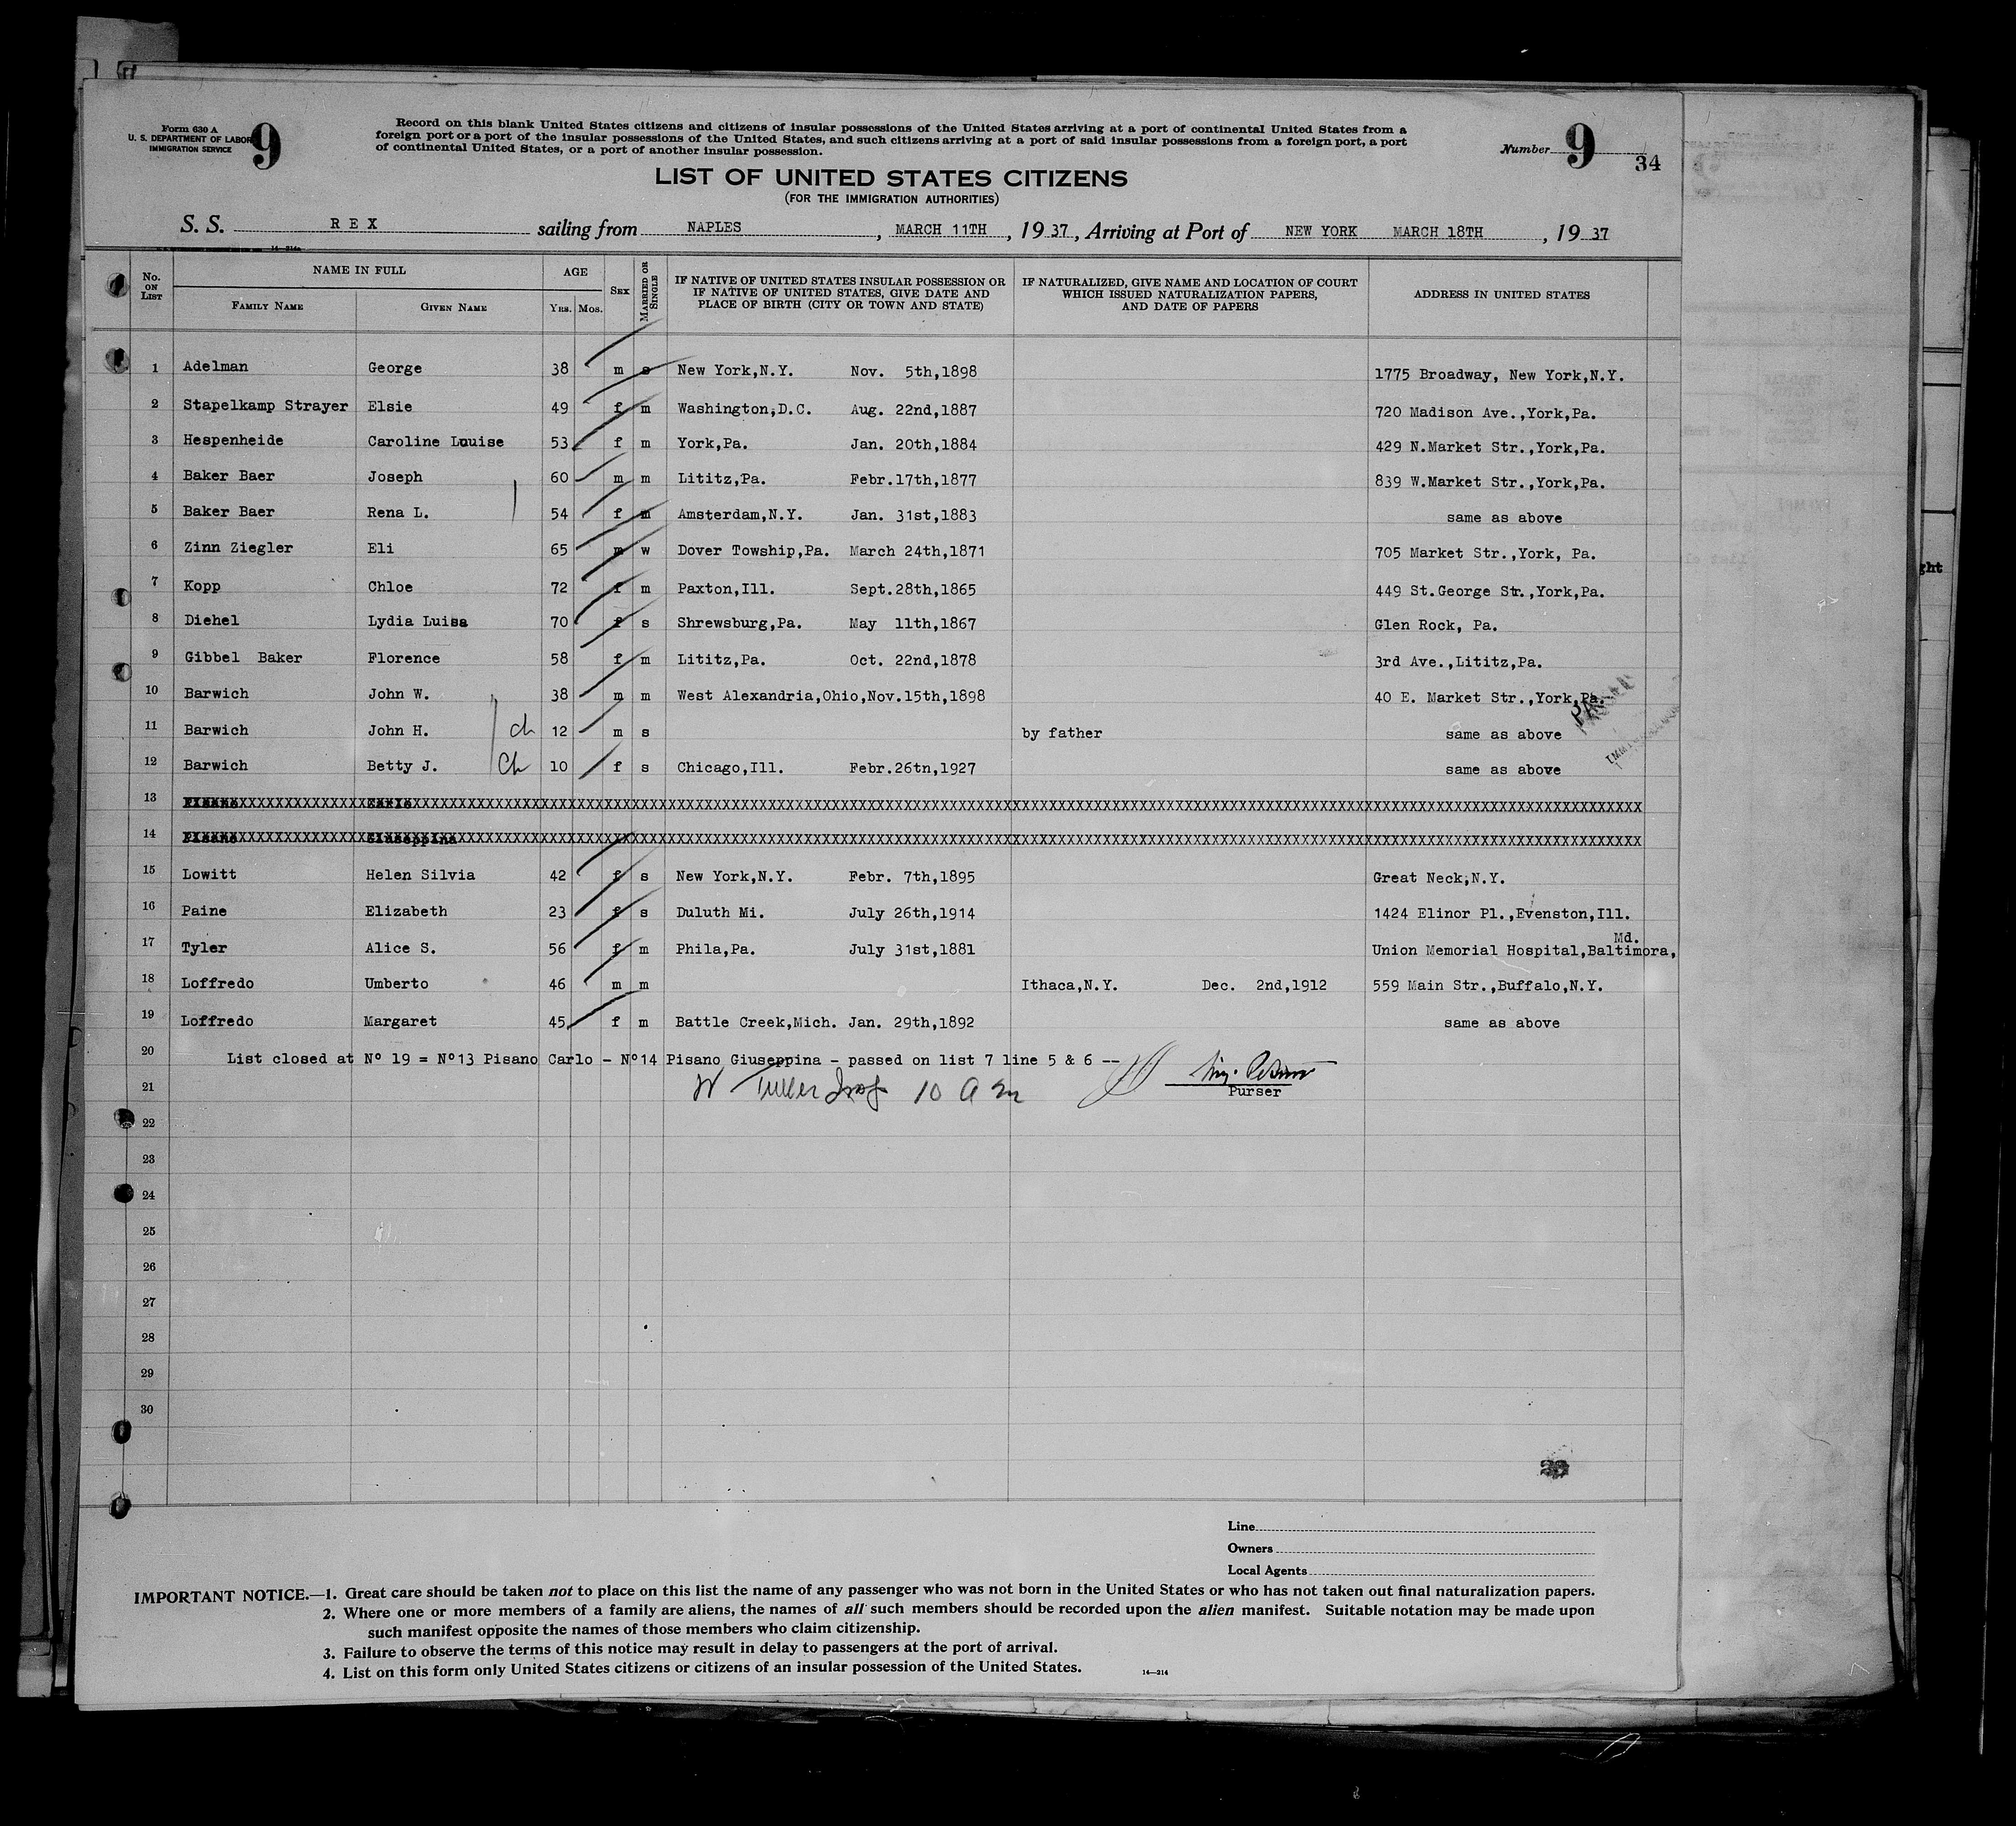 Form 630 A
U. S. DEPARTMENT OF LABOR
IMMIGRATION SERVICE
9
Record on this blank United States citizens and citizens of insular possessions of the United States arriving at a port of continental United States from a
foreign port or a port of the insular possessions of the United States, and such citizens arriving at a port of said insular possessions from a foreign port, a port
of continental United States, or a port of another insular possession.
Number 9
34
LIST OF UNITED STATES CITIZENS
(FOR THE IMMIGRATION AUTHORITIES)
S. S. REX sailing from NAPLES, MARCH 11TH, 1937, Arriving at Port of NEW YORK MARCH 18TH, 1937
14—214a
No. ON LIST
NAME IN FULL
FAMILY NAME
GIVEN NAME
AGE
YRS. MOS.
SEX
MARRIED OR SINGLE
IF NATIVE OF UNITED STATES INSULAR POSSESSION OR
IF NATIVE OF UNITED STATES, GIVE DATE AND
PLACE OF BIRTH (CITY OR TOWN AND STATE)
IF NATURALIZED, GIVE NAME AND LOCATION OF COURT
WHICH ISSUED NATURALIZATION PAPERS,
AND DATE OF PAPERS
ADDRESS IN UNITED STATES
1 Adelman George 38 m s New York,N.Y. Nov. 5th,1898 1775 Broadway, New York,N.Y.
2 Stapelkamp Strayer Elsie 49 f m Washington,D.C. Aug. 22nd,1887 720 Madison Ave.,York,Pa.
3 Hespenheide Caroline Louise 53 f m York,Pa. Jan. 20th,1884 429 N.Market Str.,York,Pa.
4 Baker Baer Joseph 60 m m Lititz,Pa. Febr.17th,1877 839 W.Market Str.,York,Pa.
5 Baker Baer Rena L. 54 f m Amsterdam,N.Y. Jan. 31st,1883 same as above
6 Zinn Ziegler Eli 65 m w Dover Towship,Pa. March 24th,1871 705 Market Str.,York, Pa.
7 Kopp Chloe 72 f m Paxton,Ill. Sept.28th,1865 449 St.George Str.,York,Pa.
8 Diehel Lydia Luisa 70 f s Shrewsburg,Pa. May 11th,1867 Glen Rock, Pa.
9 Gibbel Baker Florence 58 f m Lititz,Pa. Oct. 22nd,1878 3rd Ave.,Lititz,Pa.
10 Barwich John W. 38 m m West Alexandria,Ohio,Nov.15th,1898 40 E. Market Str.,York,Pa.
11 Barwich John H. ch 12 m s by father same as above
12 Barwich Betty J. Ch 10 f s Chicago,Ill. Febr.26tn,1927 same as above
13 Pisano Carlo
14 Pisano Giuseppina
15 Lowitt Helen Silvia 42 f s New York,N.Y. Febr. 7th,1895 Great Neck,N.Y.
16 Paine Elizabeth 23 f s Duluth Mi. July 26th,1914 1424 Elinor Pl.,Evenston,Ill.
Md.
17 Tyler Alice S. 56 f m Phila,Pa. July 31st,1881 Union Memorial Hospital,Baltimora,
18 Loffredo Umberto 46 m m Ithaca,N.Y. Dec. 2nd,1912 559 Main Str.,Buffalo,N.Y.
19 Loffredo Margaret 45 f m Battle Creek,Mich. Jan. 29th,1892 same as above
20 List closed at Nº 19 = Nº13 Pisano Carlo - Nº14 Pisano Giuseppina - passed on list 7 line 5 & 6 --
Purser
21
22
23
24
25
26
27
28
29
30
Line
Owners
Local Agents
IMPORTANT NOTICE.—1. Great care should be taken not to place on this list the name of any passenger who was not born in the United States or who has not taken out final naturalization papers.
2. Where one or more members of a family are aliens, the names of all such members should be recorded upon the alien manifest. Suitable notation may be made upon
such manifest opposite the names of those members who claim citizenship.
3. Failure to observe the terms of this notice may result in delay to passengers at the port of arrival.
4. List on this form only United States citizens or citizens of an insular possession of the United States.
14—214